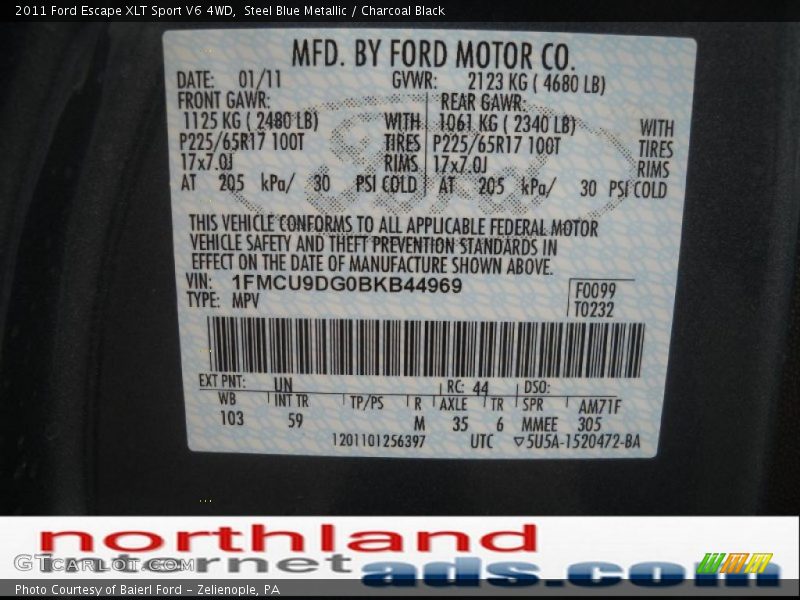 2011 Ford Escape XLT Sport V6 4WD, Steel Blue Metallic / Charcoal Black
MFD. BY FORD MOTOR CO.
DATE: 01/11 GVWR: 2123 KG ( 4680 LB)
FRONT GAWR: REAR GAWR:
1125 KG ( 2480 LB) WITH 1061 KG ( 2340 LB) WITH
P225/65R17 100T TIRES P225/65R17 100T TIRES
17x7.0J RIMS 17x7.0J RIMS
AT 205 kPa/ 30 PSI COLD AT 205 kPa/ 30 PSI COLD
THIS VEHICLE CONFORMS TO ALL APPLICABLE FEDERAL MOTOR
VEHICLE SAFETY AND THEFT PREVENTION STANDARDS IN
EFFECT ON THE DATE OF MANUFACTURE SHOWN ABOVE.
VIN: 1FMCU9DG0BKB44969 F0099
TYPE: MPV T0232
EXT PNT: UN RC: 44 DSO:
WB INT TR TP/PS R AXLE TR SPR AM71F
103 59 M 35 6 MMEE 305
1201101256397 UTC ▽5U5A-1520472-BA
northland
internet ads.com
GTCARLOT.COM
Photo Courtesy of Baierl Ford - Zelienople, PA